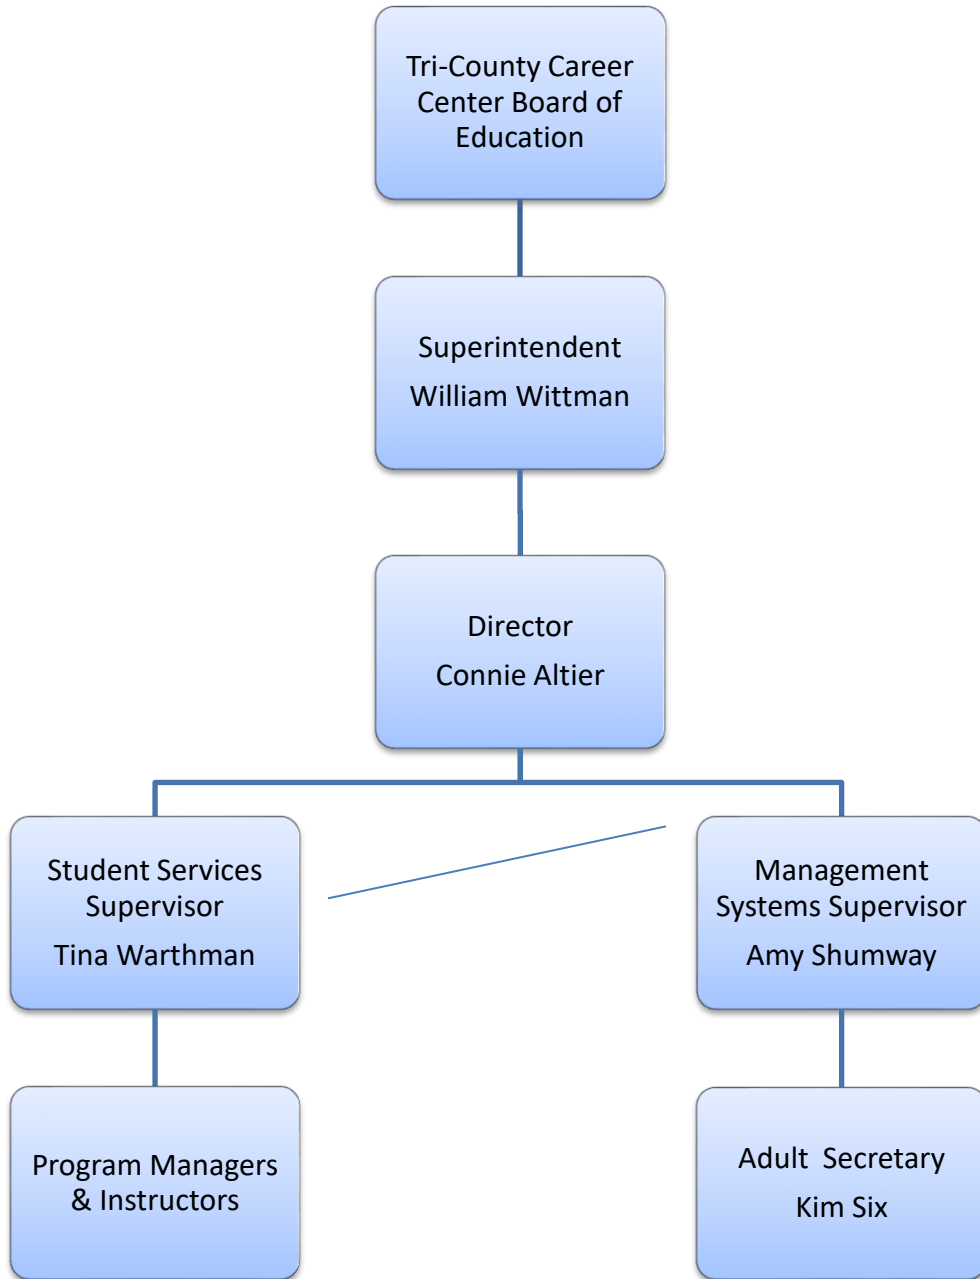 Tri-County Career
Center Board of
Education
Superintendent
William Wittman
Director
Connie Altier
Student Services
Supervisor
Tina Warthman
Management
Systems Supervisor
Amy Shumway
Program Managers
& Instructors
Adult  Secretary
Kim Six